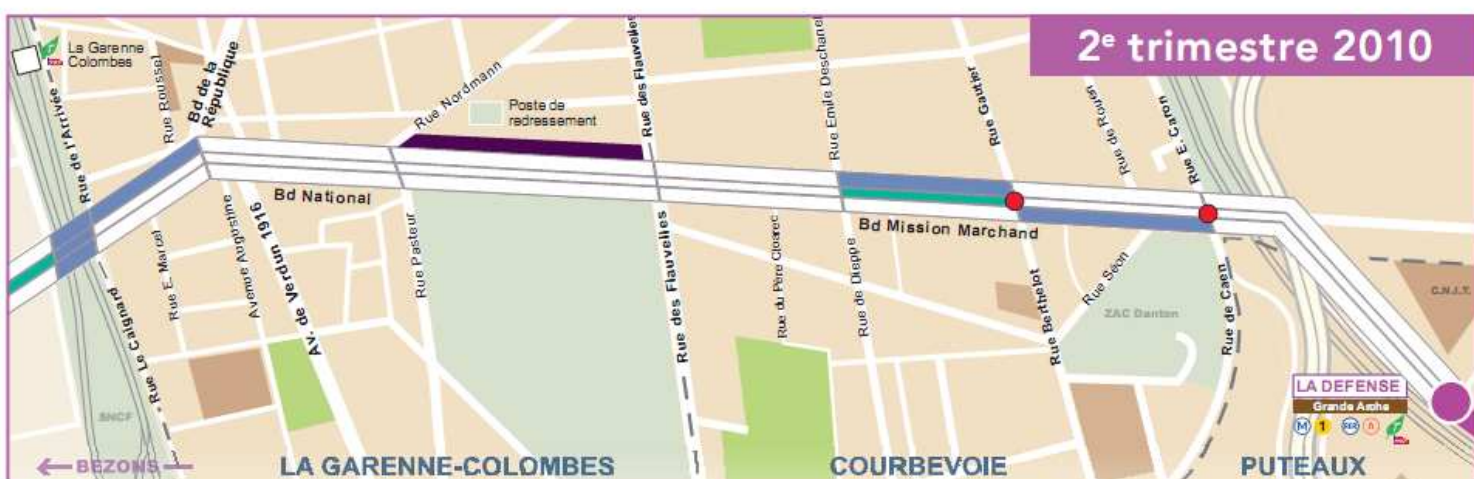 2e trimestre 2010
La Garenne
Colombes
Rue de l'Arrivée
Rue Roussel
Bd de la
République
Rue Nordmann
Poste de
redressement
Rue des Flauvelles
Rue Emile Deschanel
Rue Gautier
Rue de Rouen
Rue E. Caron
Bd National
Bd Mission Marchand
Rue Le Caignard
Rue E. Marcel
Avenue Augustine
Av. de Verdun 1916
Rue Pasteur
Rue des Flauvelles
Rue du Père Cloarec
Rue de Dieppe
Rue Berthelot
Rue Séon
ZAC Danton
Rue de Caen
C.N.I.T.
SNCF
LA DEFENSE
Grande Arche
M 1 RER A T
← BEZONS
LA GARENNE-COLOMBES
COURBEVOIE
PUTEAUX